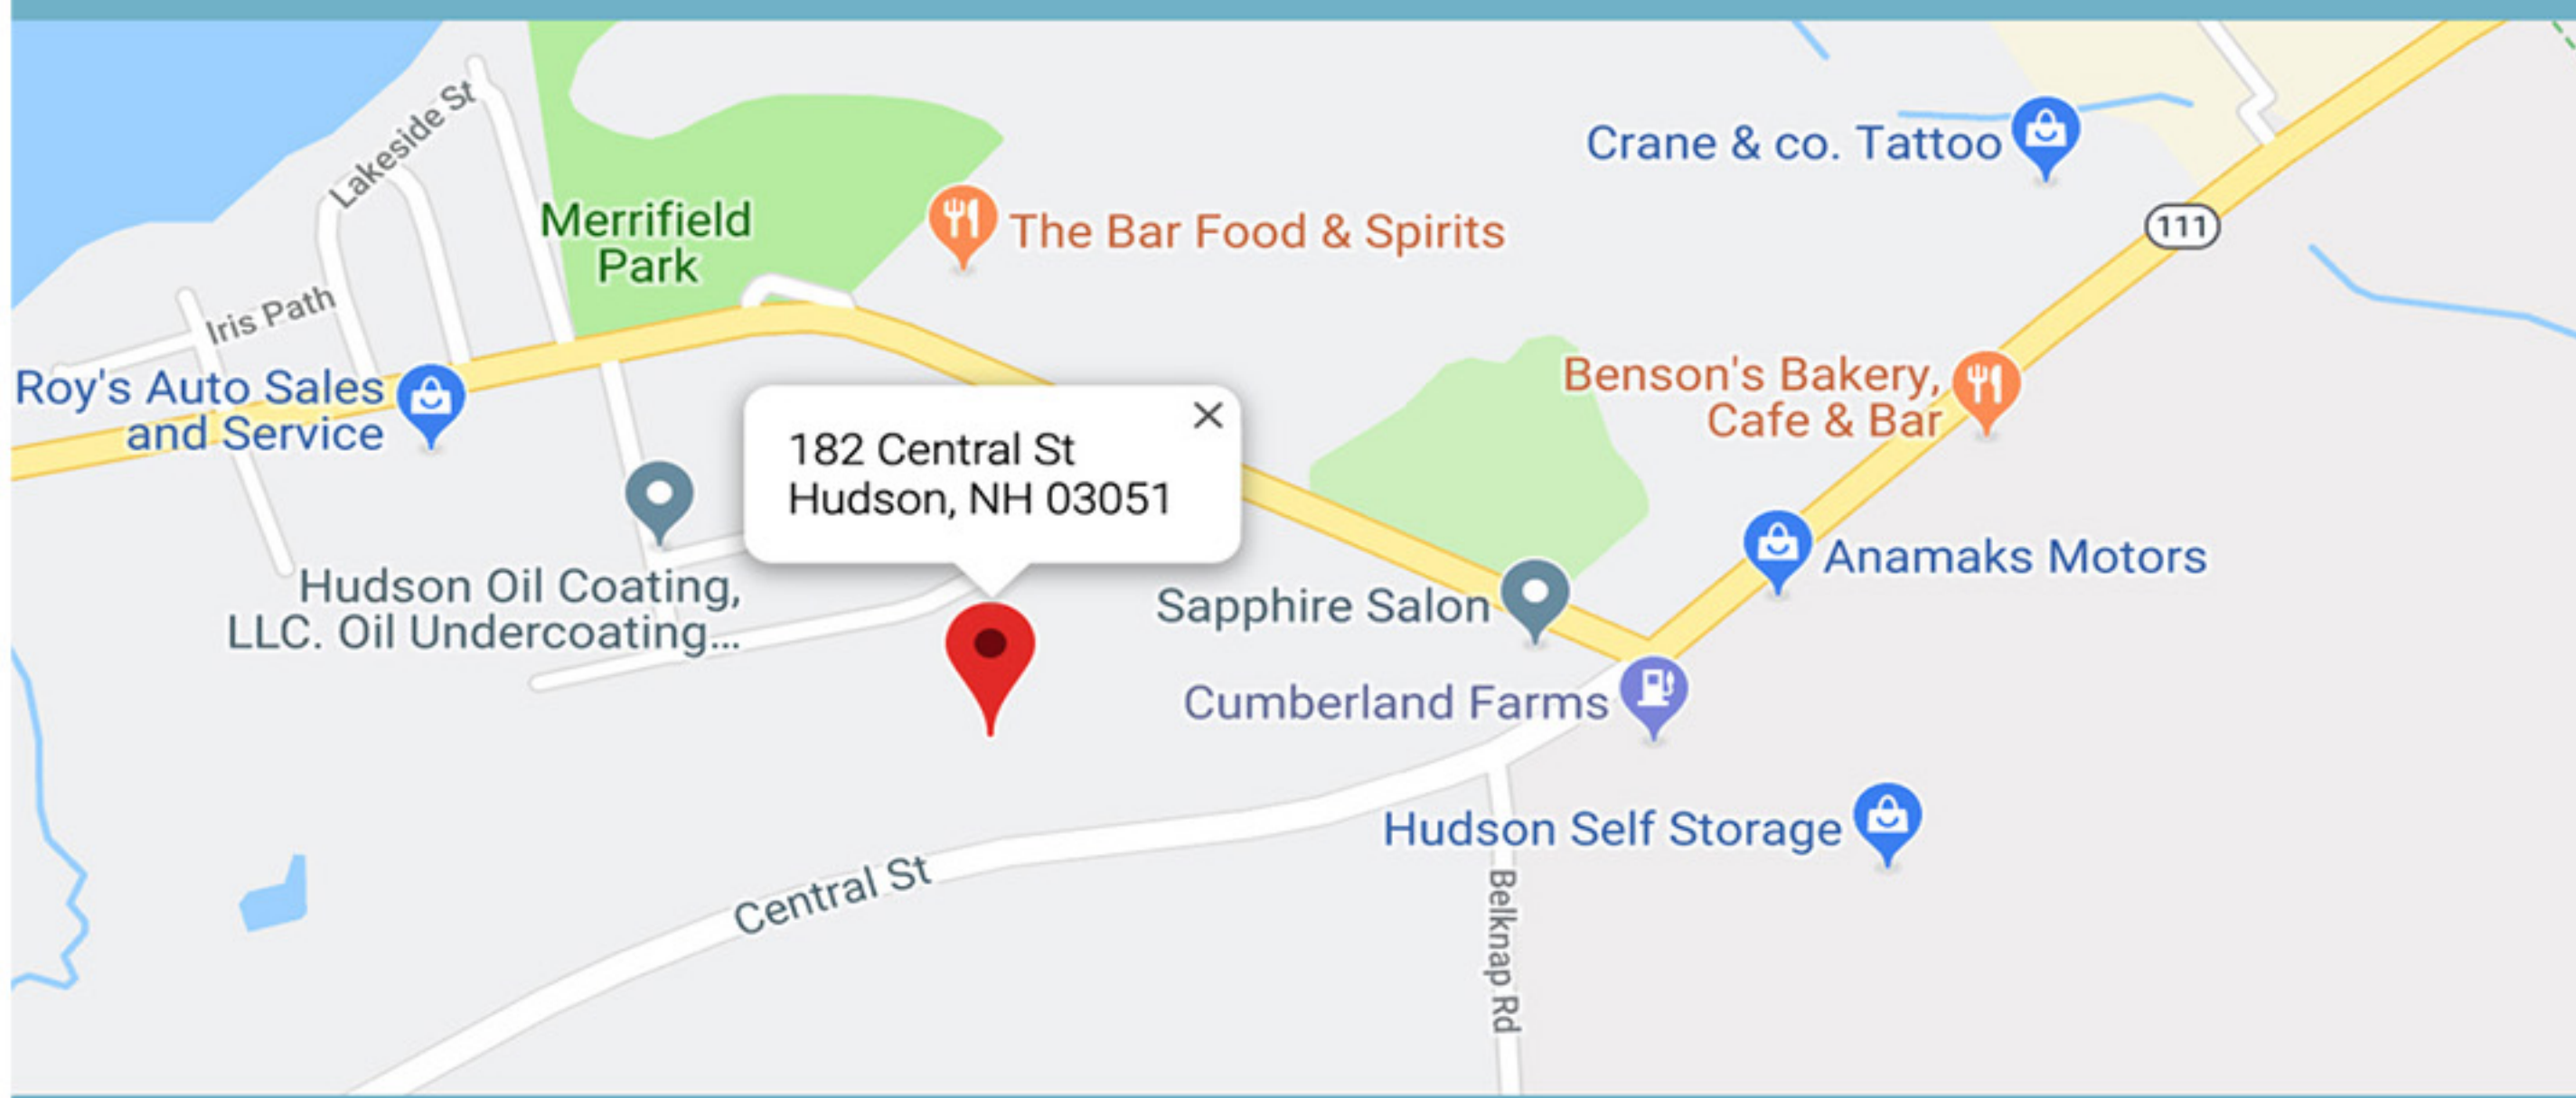 Lakeside St
Crane & co. Tattoo
Merrifield
Park
The Bar Food & Spirits
111
Iris Path
Roy's Auto Sales
and Service
Benson's Bakery,
Cafe & Bar
182 Central St
Hudson, NH 03051
Anamaks Motors
Hudson Oil Coating,
LLC. Oil Undercoating...
Sapphire Salon
Cumberland Farms
Hudson Self Storage
Central St
Belknap Rd